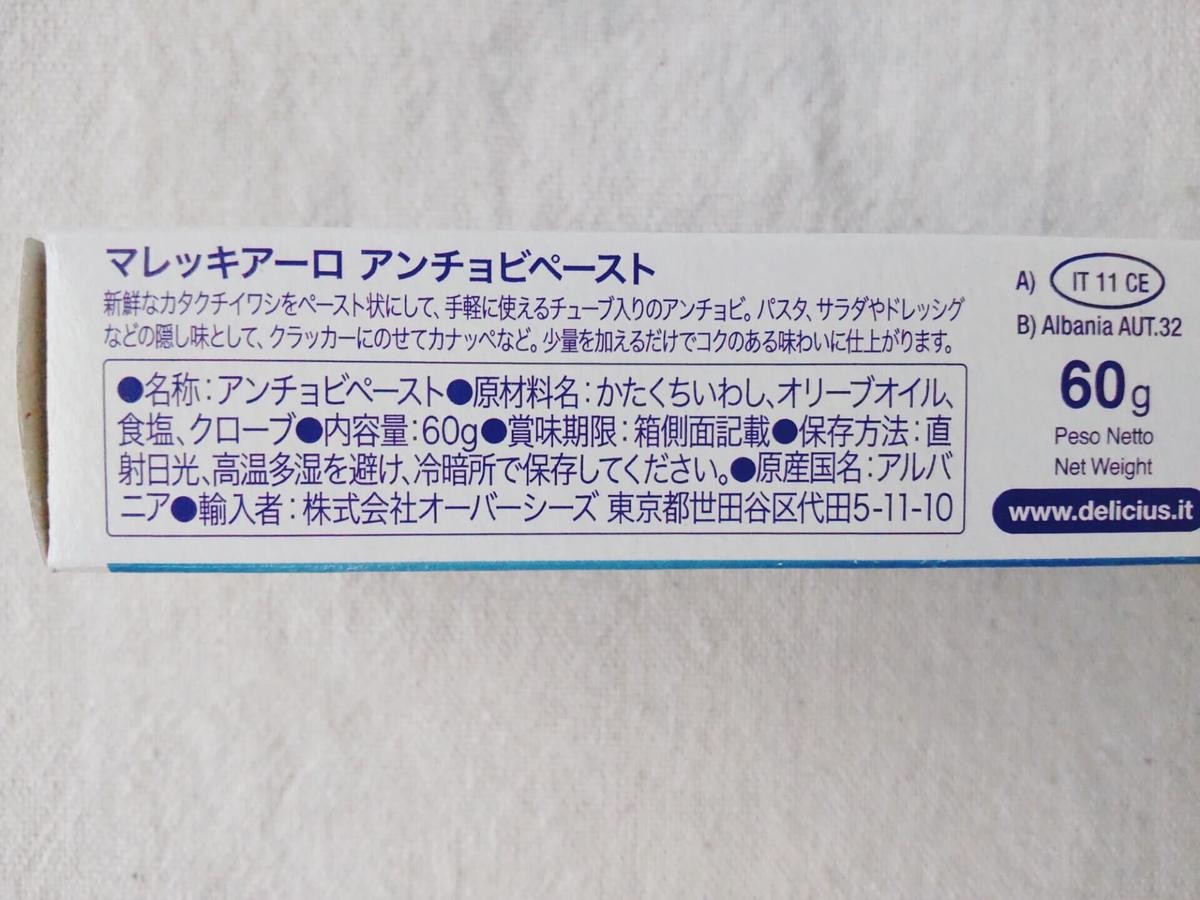 マレッキアーロ アンチョビペースト
新鮮なカタクチイワシをペースト状にして、手軽に使えるチューブ入りのアンチョビ。パスタ、サラダやドレッシグ
などの隠し味として、クラッカーにのせてカナッペなど。少量を加えるだけでコクのある味わいに仕上がります。
●名称：アンチョビペースト●原材料名：かたくちいわし、オリーブオイル、
食塩、クローブ●内容量：60g●賞味期限：箱側面記載●保存方法：直
射日光、高温多湿を避け、冷暗所で保存してください。●原産国名：アルバ
ニア●輸入者：株式会社オーバーシーズ 東京都世田谷区代田5-11-10
A) IT 11 CE
B) Albania AUT.32
60g
Peso Netto
Net Weight
www.delicius.it